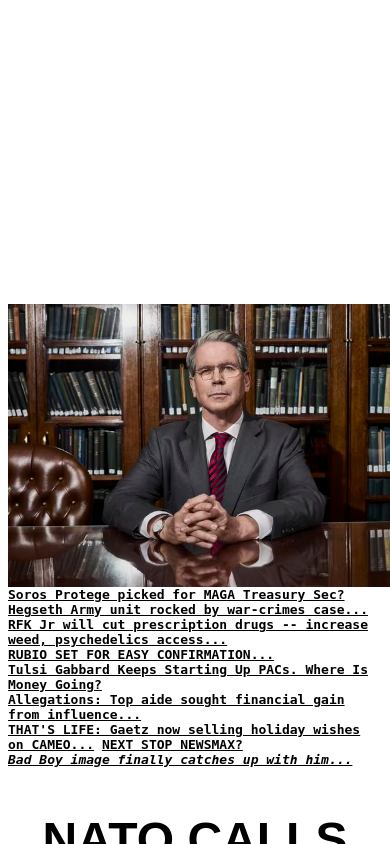 Soros Protege picked for MAGA Treasury Sec?
Hegseth Army unit rocked by war-crimes case...
RFK Jr will cut prescription drugs -- increase
weed, psychedelics access...
RUBIO SET FOR EASY CONFIRMATION...
Tulsi Gabbard Keeps Starting Up PACs. Where Is
Money Going?
Allegations: Top aide sought financial gain
from influence...
THAT'S LIFE: Gaetz now selling holiday wishes
on CAMEO... NEXT STOP NEWSMAX?
Bad Boy image finally catches up with him...
NATO CALLS